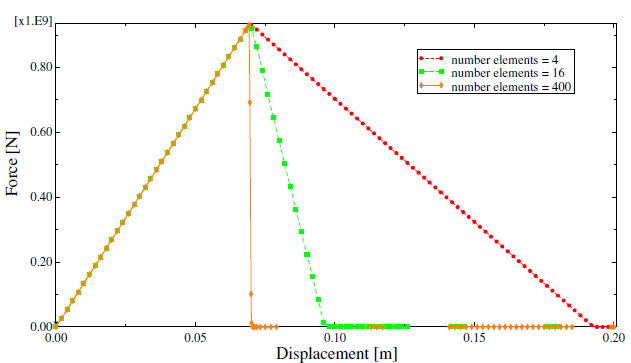 [x1.E9]
0.80
0.60
0.40
0.20
0.00
Force [N]
number elements = 4
number elements = 16
number elements = 400
0.00 0.05 0.10 0.15 0.20
Displacement [m]